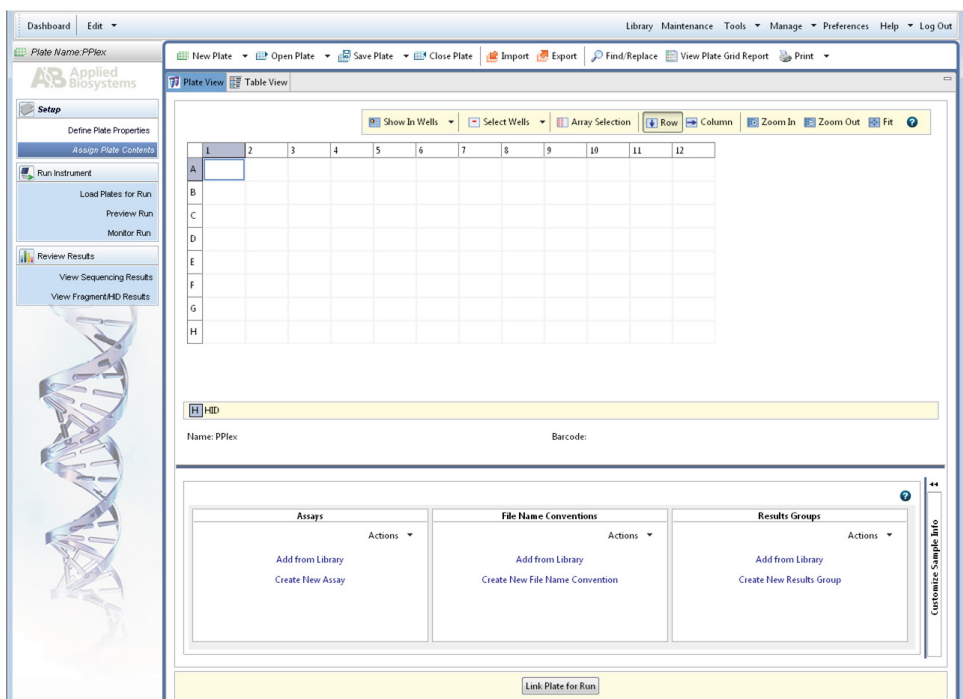 Dashboard Edit Library Maintenance Tools Manage Preferences Help Log Out
Plate Name:PPlex
AB Applied Biosystems
Setup
Define Plate Properties
Assign Plate Contents
Run Instrument
Load Plates for Run
Preview Run
Monitor Run
Review Results
View Sequencing Results
View Fragment/HID Results
New Plate Open Plate Save Plate Close Plate Import Export Find/Replace View Plate Grid Report Print
Plate View Table View
Show In Wells Select Wells Array Selection Row Column Zoom In Zoom Out Fit ?
1 2 3 4 5 6 7 8 9 10 11 12
A
B
C
D
E
F
G
H
H HID
Name: PPlex Barcode:
?
Assays
Actions
Add from Library
Create New Assay
File Name Conventions
Actions
Add from Library
Create New File Name Convention
Results Groups
Actions
Add from Library
Create New Results Group
Customize Sample Info
Link Plate for Run